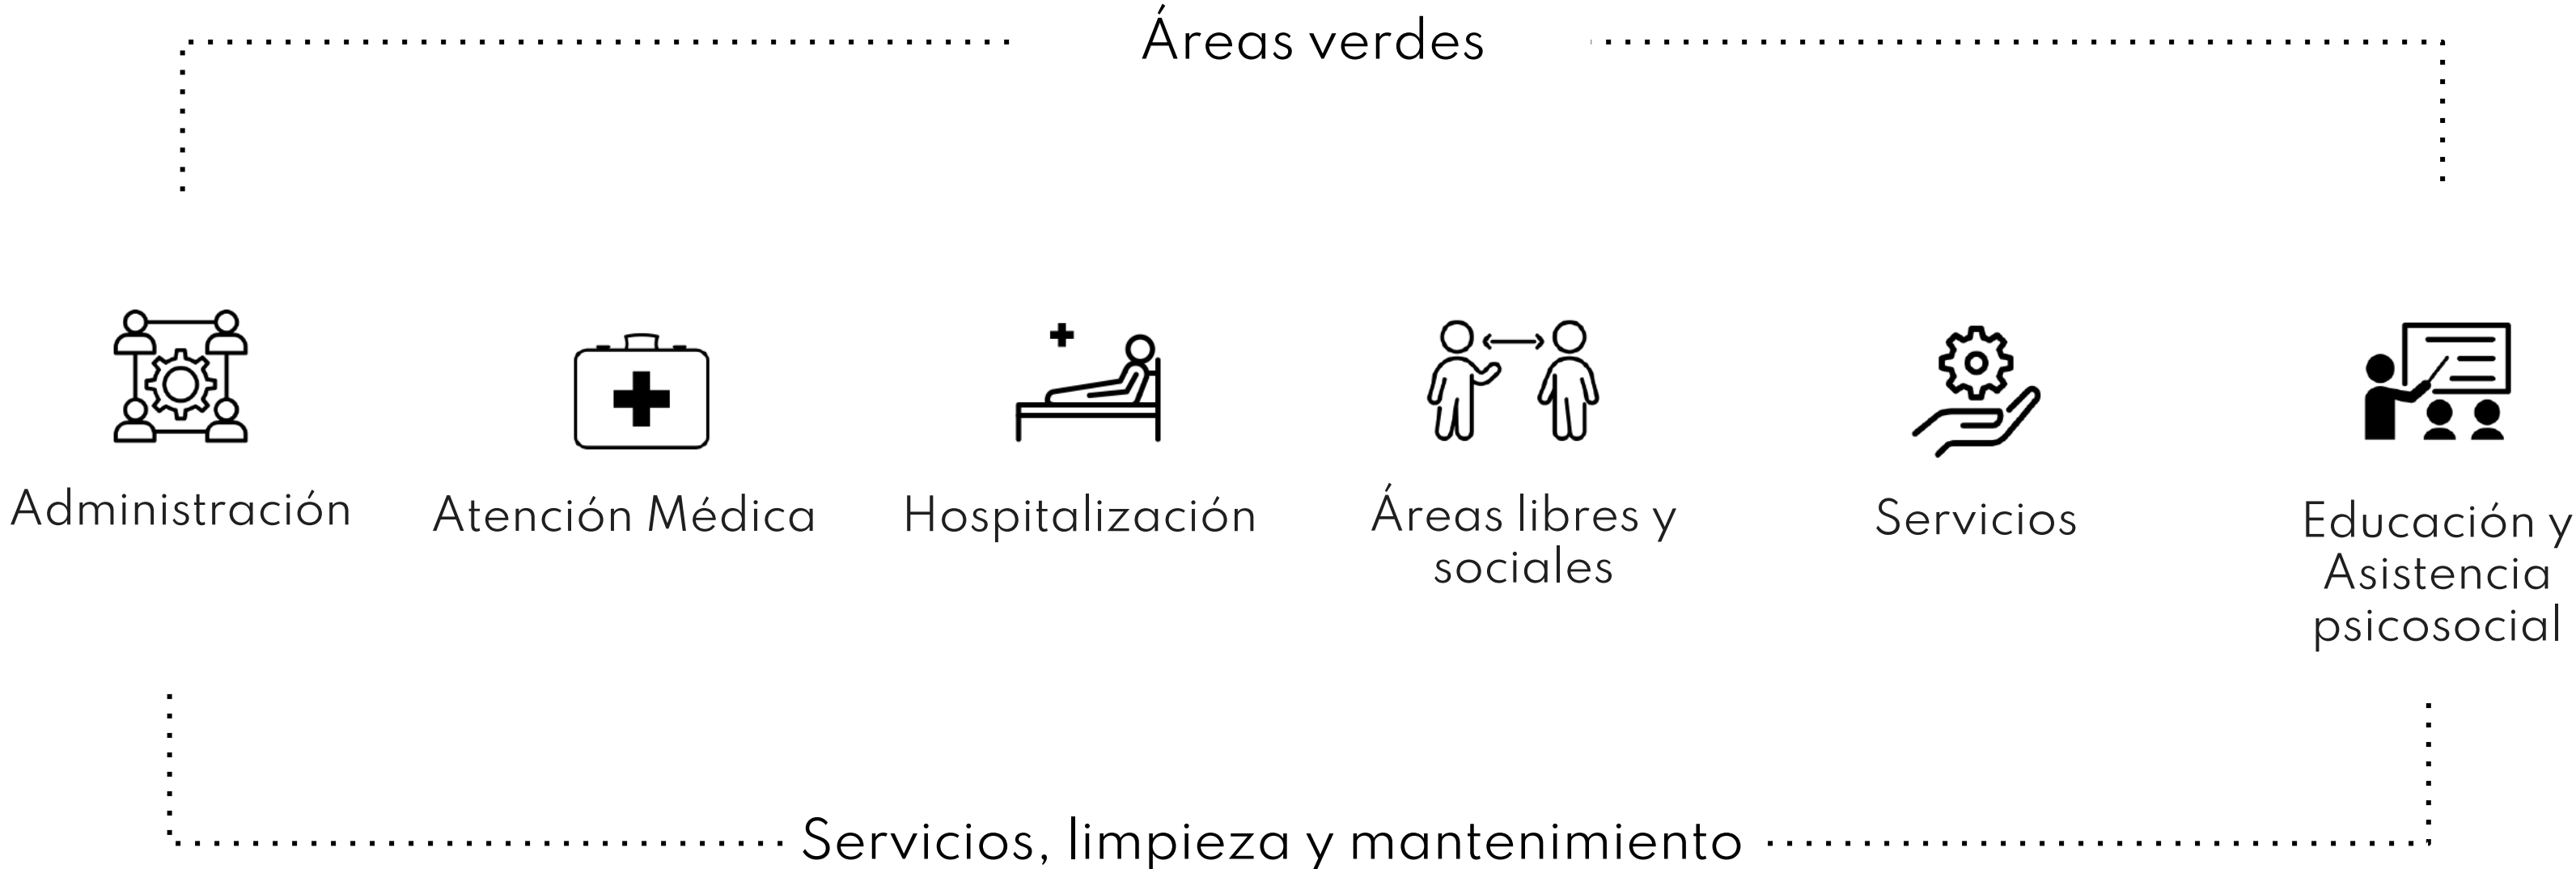 Áreas verdes
Administración
Atención Médica
Hospitalización
Áreas libres y
sociales
Servicios
Educación y
Asistencia
psicosocial
Servicios, limpieza y mantenimiento